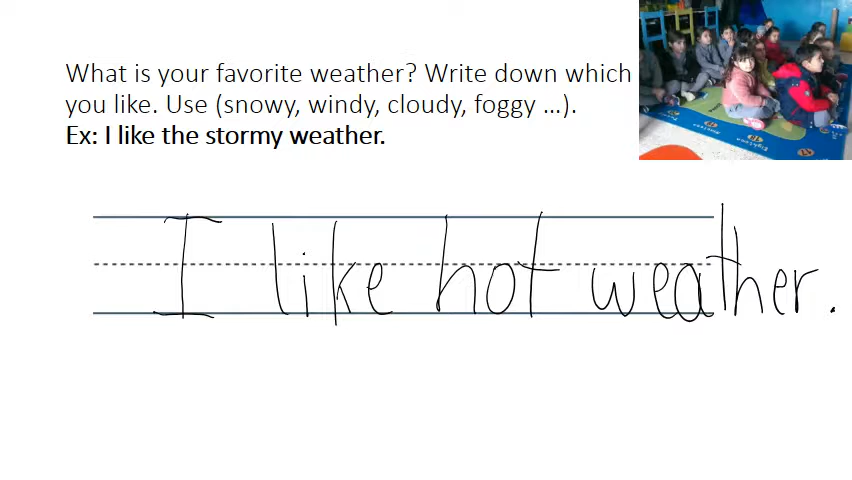 What is your favorite weather? Write down which
you like. Use (snowy, windy, cloudy, foggy ...).
Ex: I like the stormy weather.
I like hot weather.